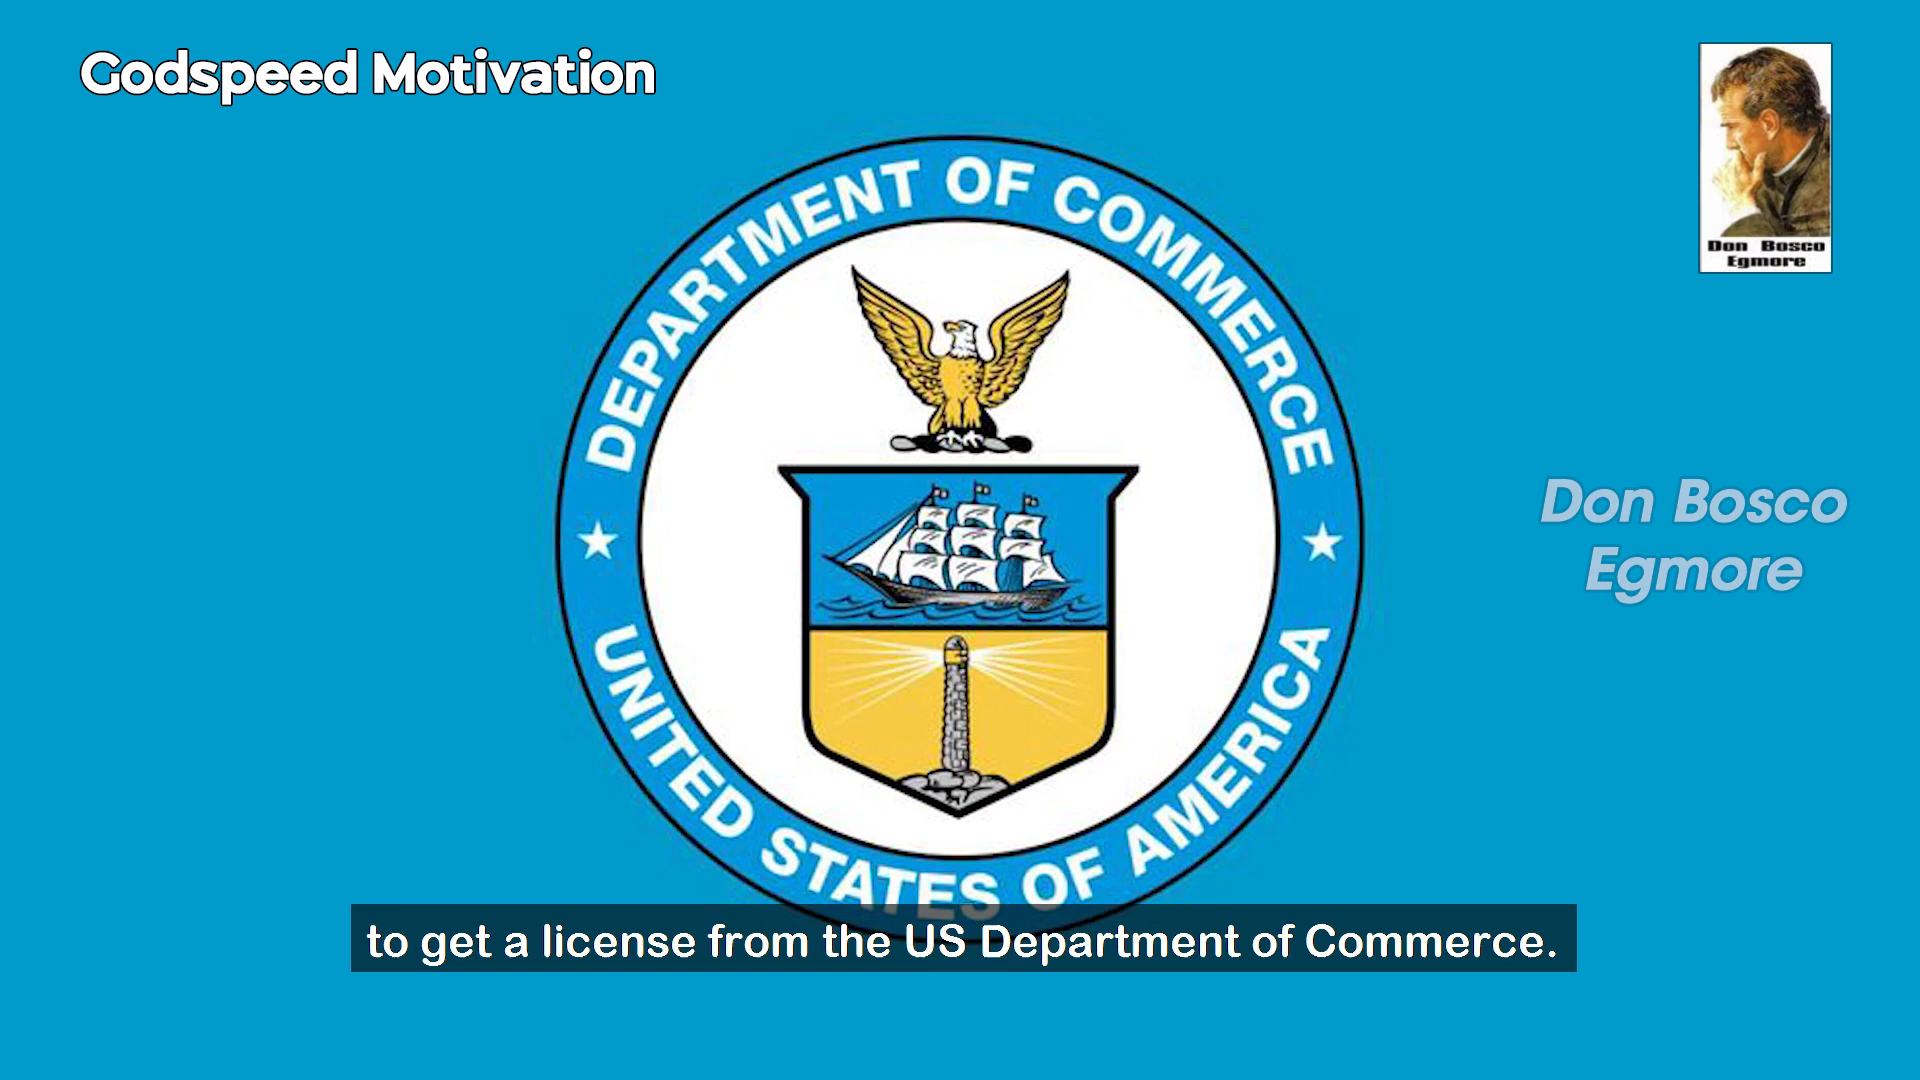 Godspeed Motivation
Don Bosco
Egmore
DEPARTMENT OF COMMERCE
UNITED STATES OF AMERICA
Don Bosco
Egmore
to get a license from the US Department of Commerce.